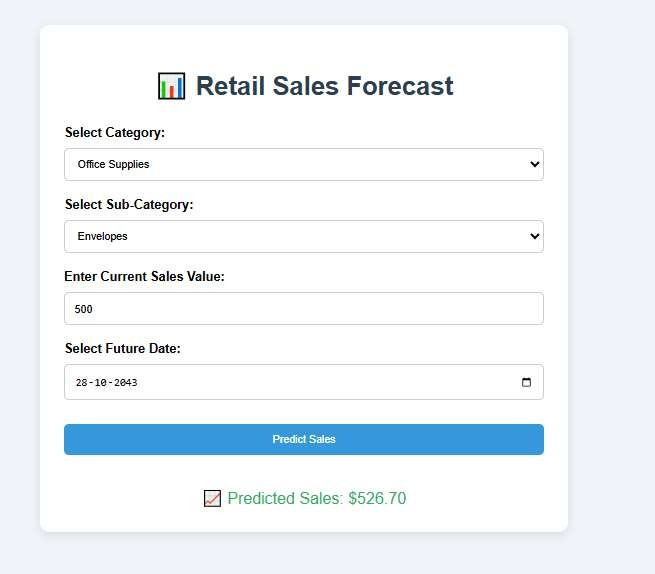 Retail Sales Forecast
Select Category:
Office Supplies
Select Sub-Category:
Envelopes
Enter Current Sales Value:
500
Select Future Date:
28-10-2043
Predict Sales
Predicted Sales: $526.70